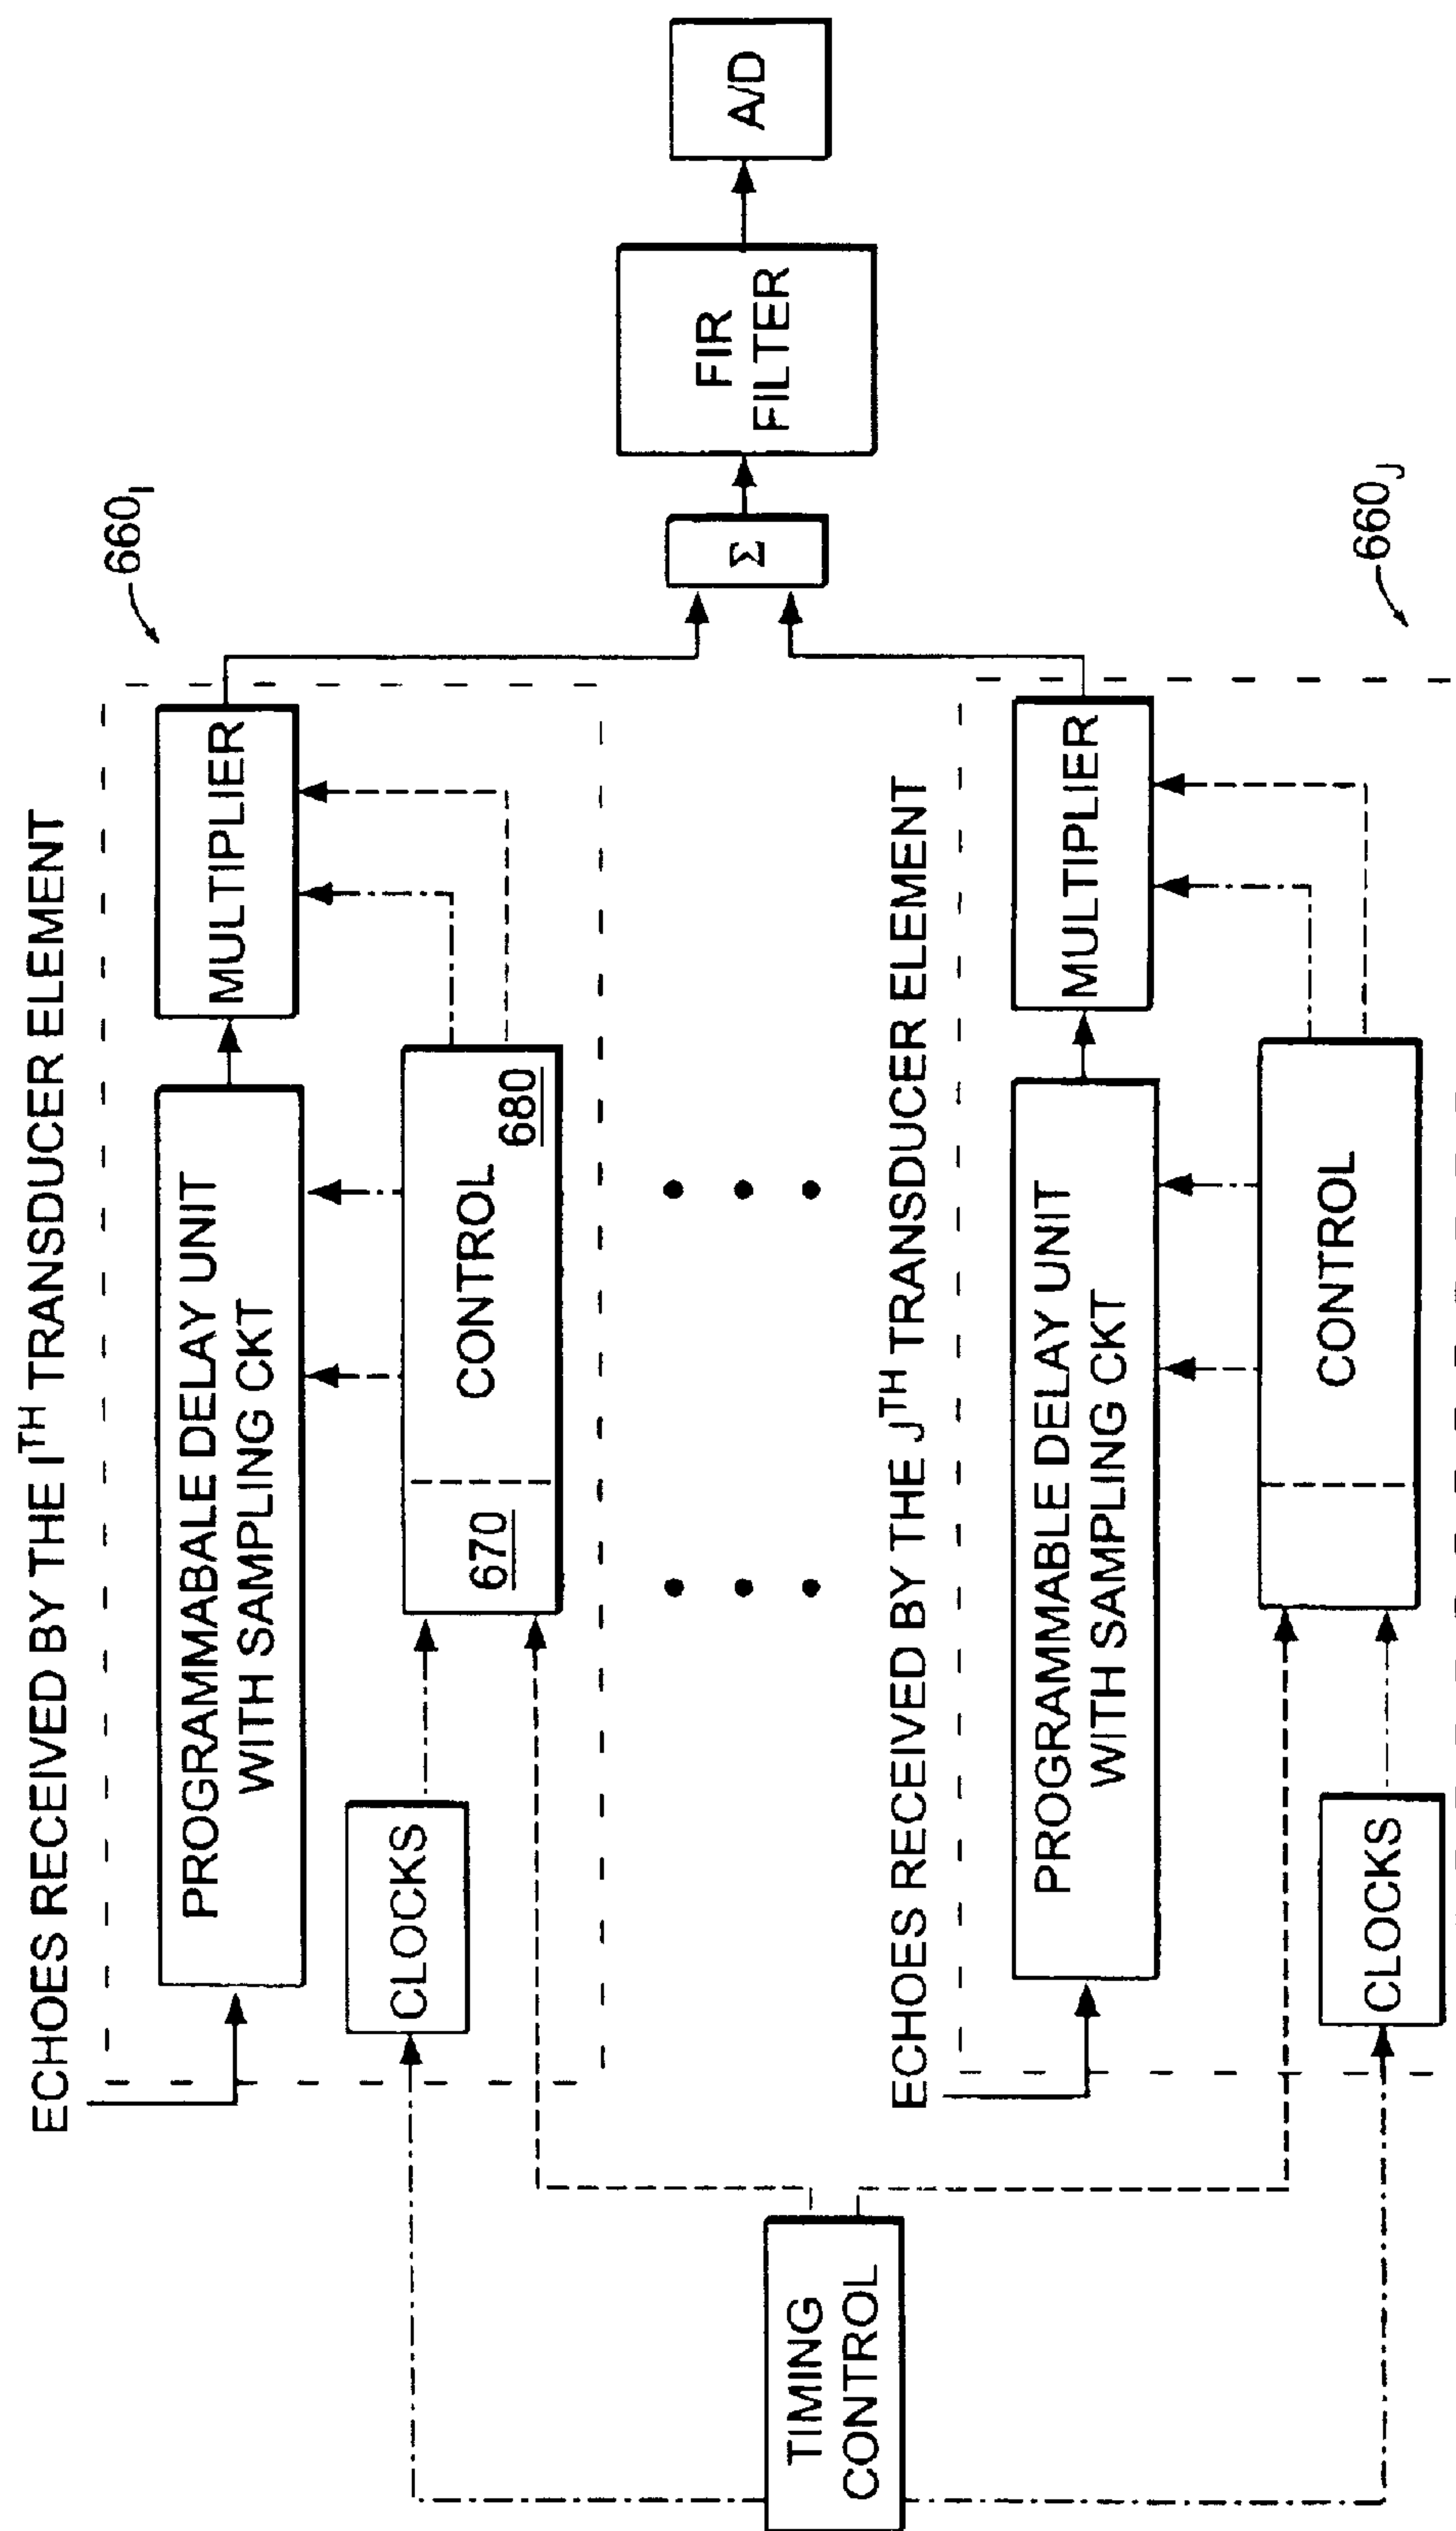 ECHOES RECEIVED BY THE ITH TRANSDUCER ELEMENT
660I
PROGRAMMABALE DELAY UNIT
WITH SAMPLING CKT
MULTIPLIER
CLOCKS
670
CONTROL
680
TIMING
CONTROL
Σ
FIR
FILTER
A/D
ECHOES RECEIVED BY THE JTH TRANSDUCER ELEMENT
660J
PROGRAMMABLE DELAY UNIT
WITH SAMPLING CKT
MULTIPLIER
CLOCKS
CONTROL